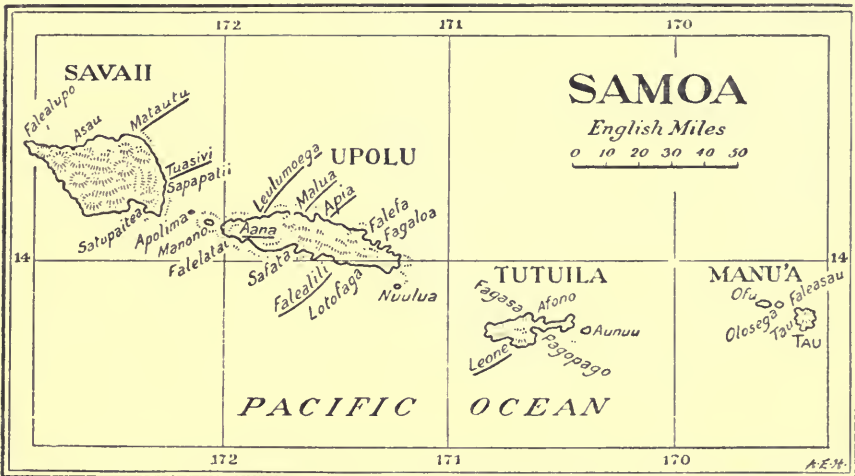 172
171
170
SAVAII
SAMOA
English Miles
0 10 20 30 40 50
Falealupo
Asau
Matautu
Tuasivi
Sapapalii
Satupaitea
Apolima
Manono
Falelatai
UPOLU
Leulumoega
Malua
Apia
Aana
Falefa
Fagaloa
Safata
Falealili
Lotofaga
Nuulua
14
14
TUTUILA
Fagasa
Afono
Aunuu
Leone
Pagopago
MANU'A
Ofu
Olosega
Faleasau
Tau
TAU
PACIFIC OCEAN
172
171
170
A.E.H.